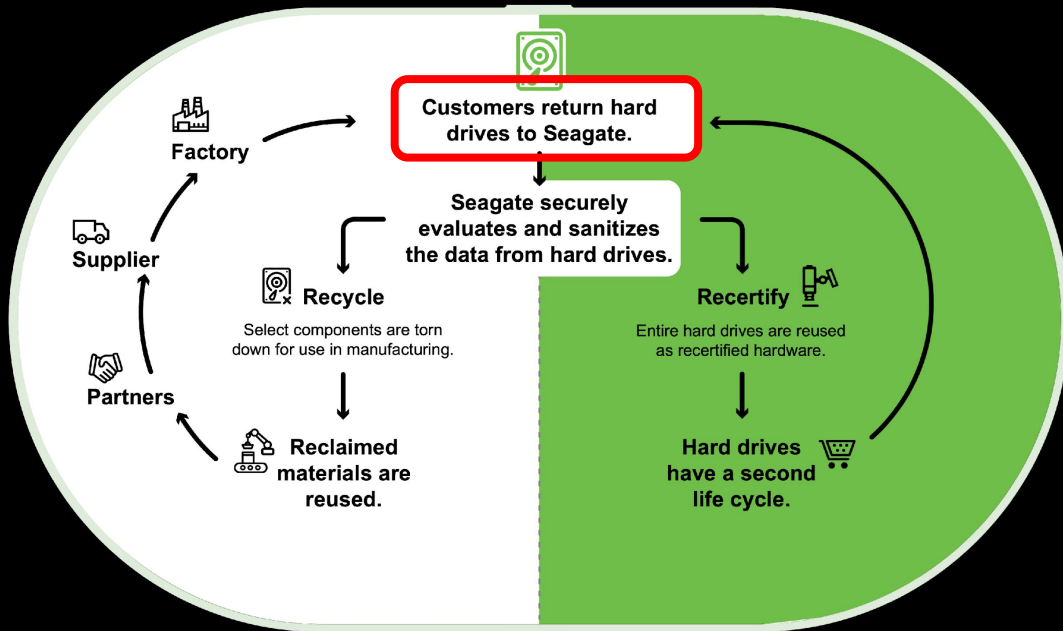 Customers return hard
drives to Seagate.
Factory
Seagate securely
evaluates and sanitizes
the data from hard drives.
Supplier
Recycle
Select components are torn
down for use in manufacturing.
Recertify
Entire hard drives are reused
as recertified hardware.
Partners
Reclaimed
materials are
reused.
Hard drives
have a second
life cycle.